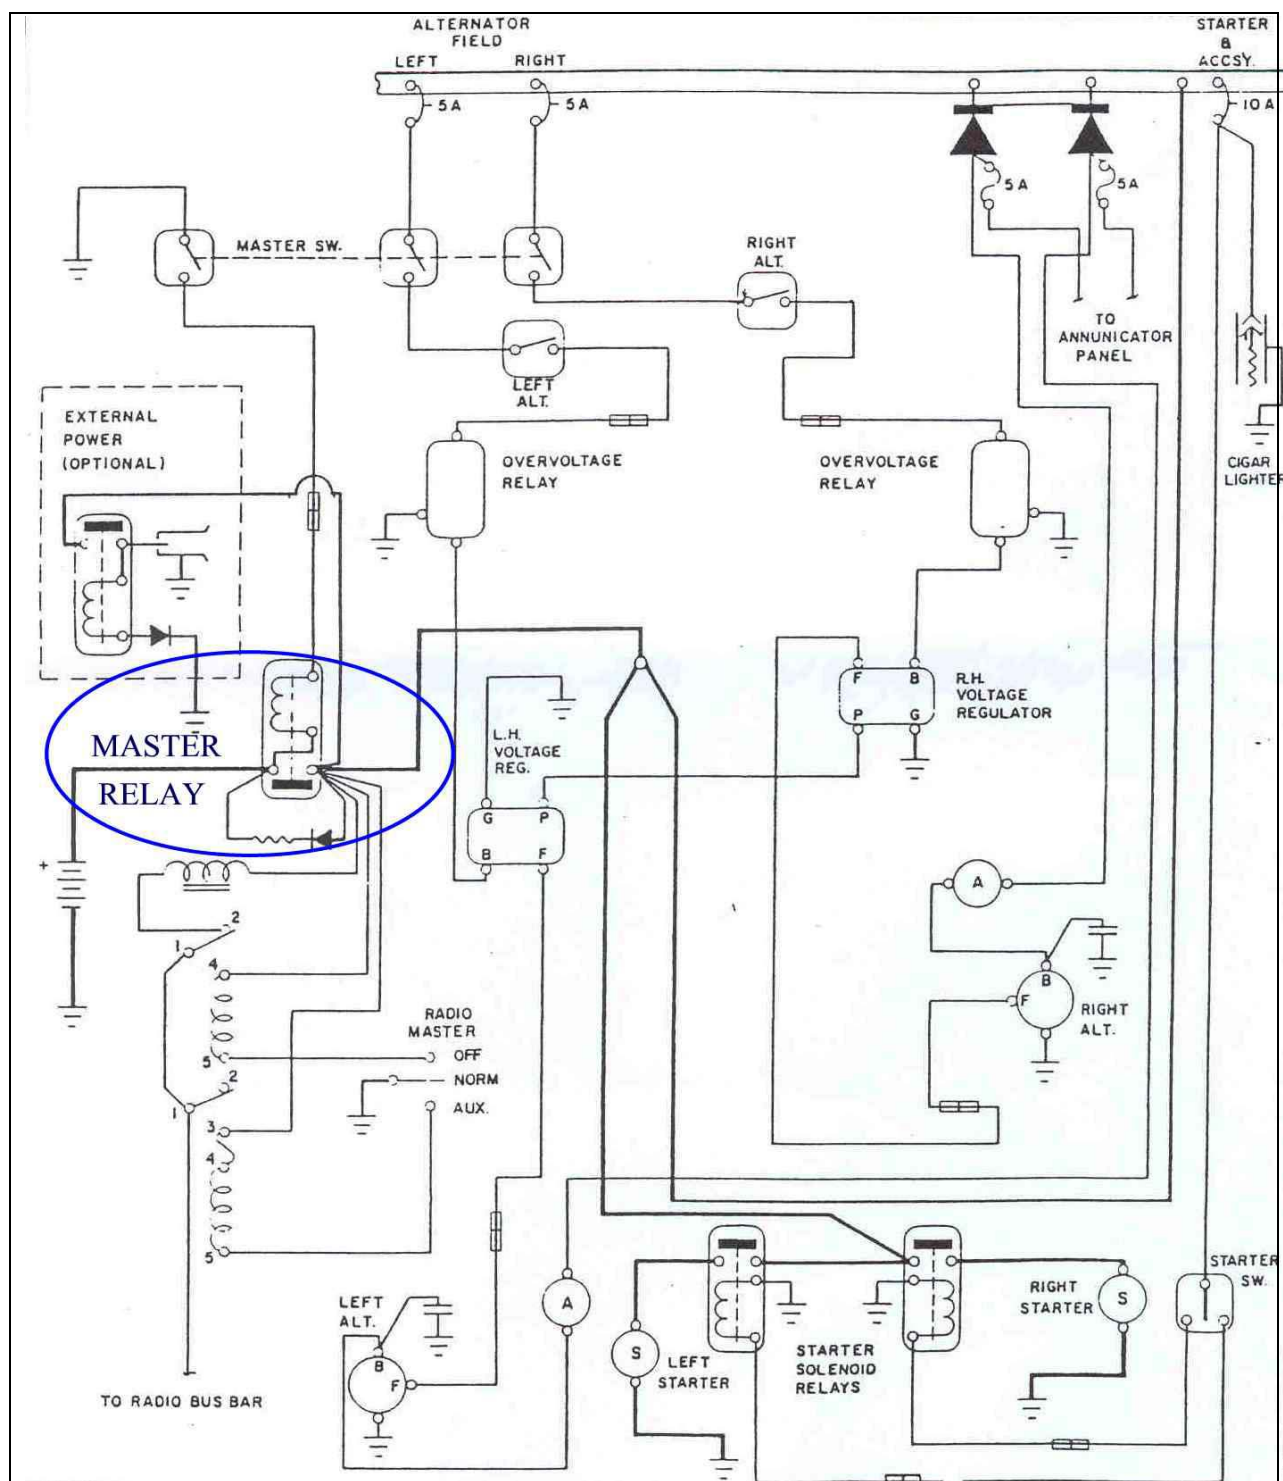 ALTERNATOR
FIELD
LEFT
RIGHT
5A
5A
STARTER
&
ACCSY.
10 A
5A
5A
MASTER SW.
RIGHT
ALT.
TO
ANNUNICATOR
PANEL
LEFT
ALT.
EXTERNAL
POWER
(OPTIONAL)
OVERVOLTAGE
RELAY
OVERVOLTAGE
RELAY
CIGAR
LIGHTER
MASTER
RELAY
L.H.
VOLTAGE
REG.
G P
B F
F B
P G
R.H.
VOLTAGE
REGULATOR
+
2
1
4
5
2
1
3
4
5
RADIO
MASTER
OFF
NORM
AUX.
A
B
F
RIGHT
ALT.
TO RADIO BUS BAR
LEFT
ALT.
B
F
A
S
LEFT
STARTER
STARTER
SOLENOID
RELAYS
RIGHT
STARTER
S
STARTER
SW.